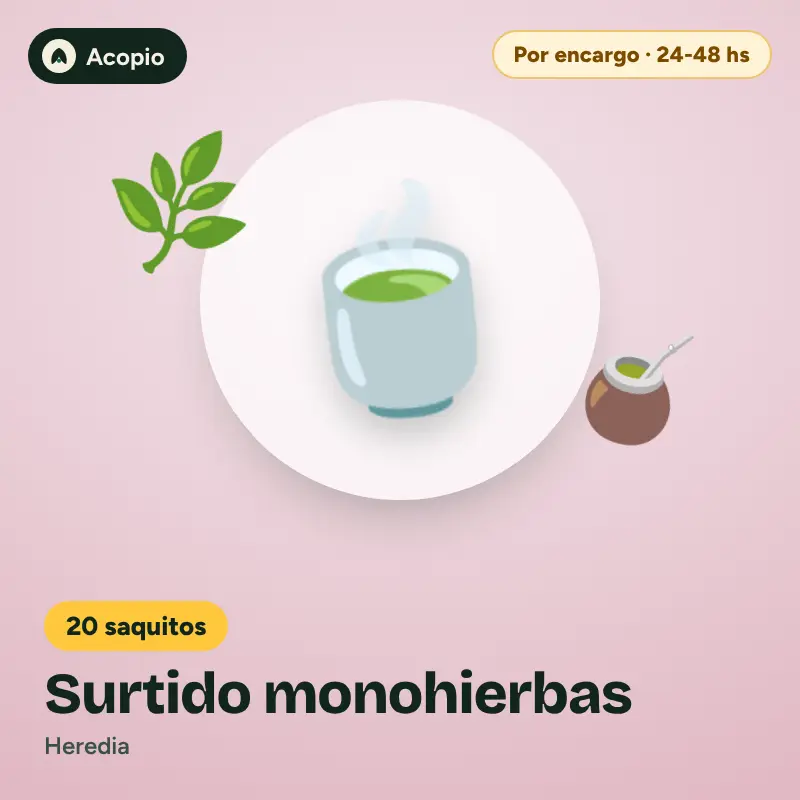 Acopio
Por encargo · 24-48 hs
20 saquitos
Surtido monohierbas
Heredia